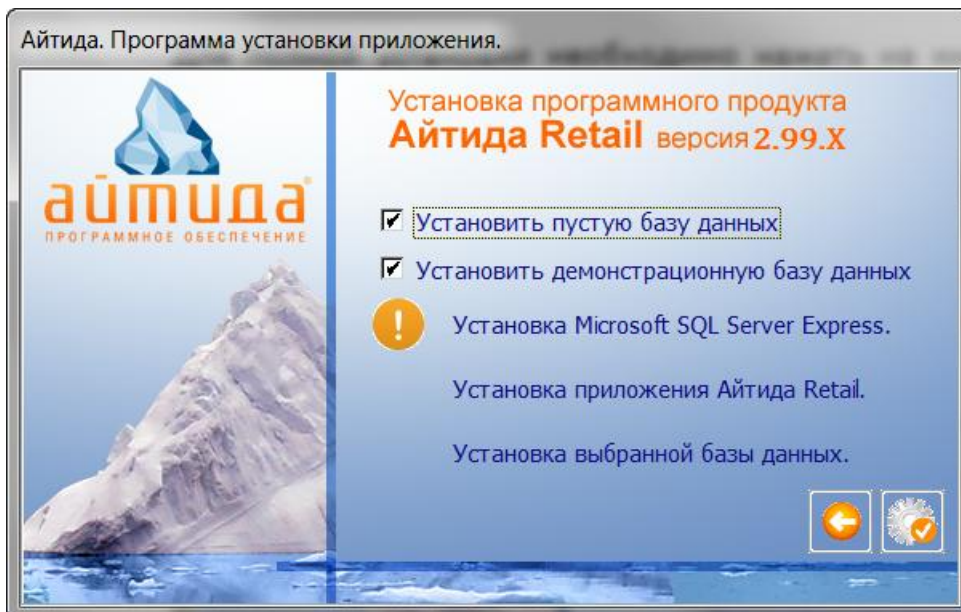 Айтида. Программа установки приложения.
айтида
ПРОГРАММНОЕ ОБЕСПЕЧЕНИЕ
Установка программного продукта
Айтида Retail версия 2.99.X
Установить пустую базу данных
Установить демонстрационную базу данных
Установка Microsoft SQL Server Express.
Установка приложения Айтида Retail.
Установка выбранной базы данных.